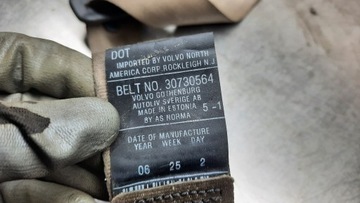 DOT
IMPORTED BY VOLVO NORTH
AMERICA CORP. ROCKLEIGH N.J
BELT NO. 30730564
VOLVO GOTHENBURG
AUTOLIV SVERIGE AB
MADE IN ESTONIA 5 -1
BY AS NORMA
DATE OF MANUFACTURE
YEAR WEEK DAY
06 25 2